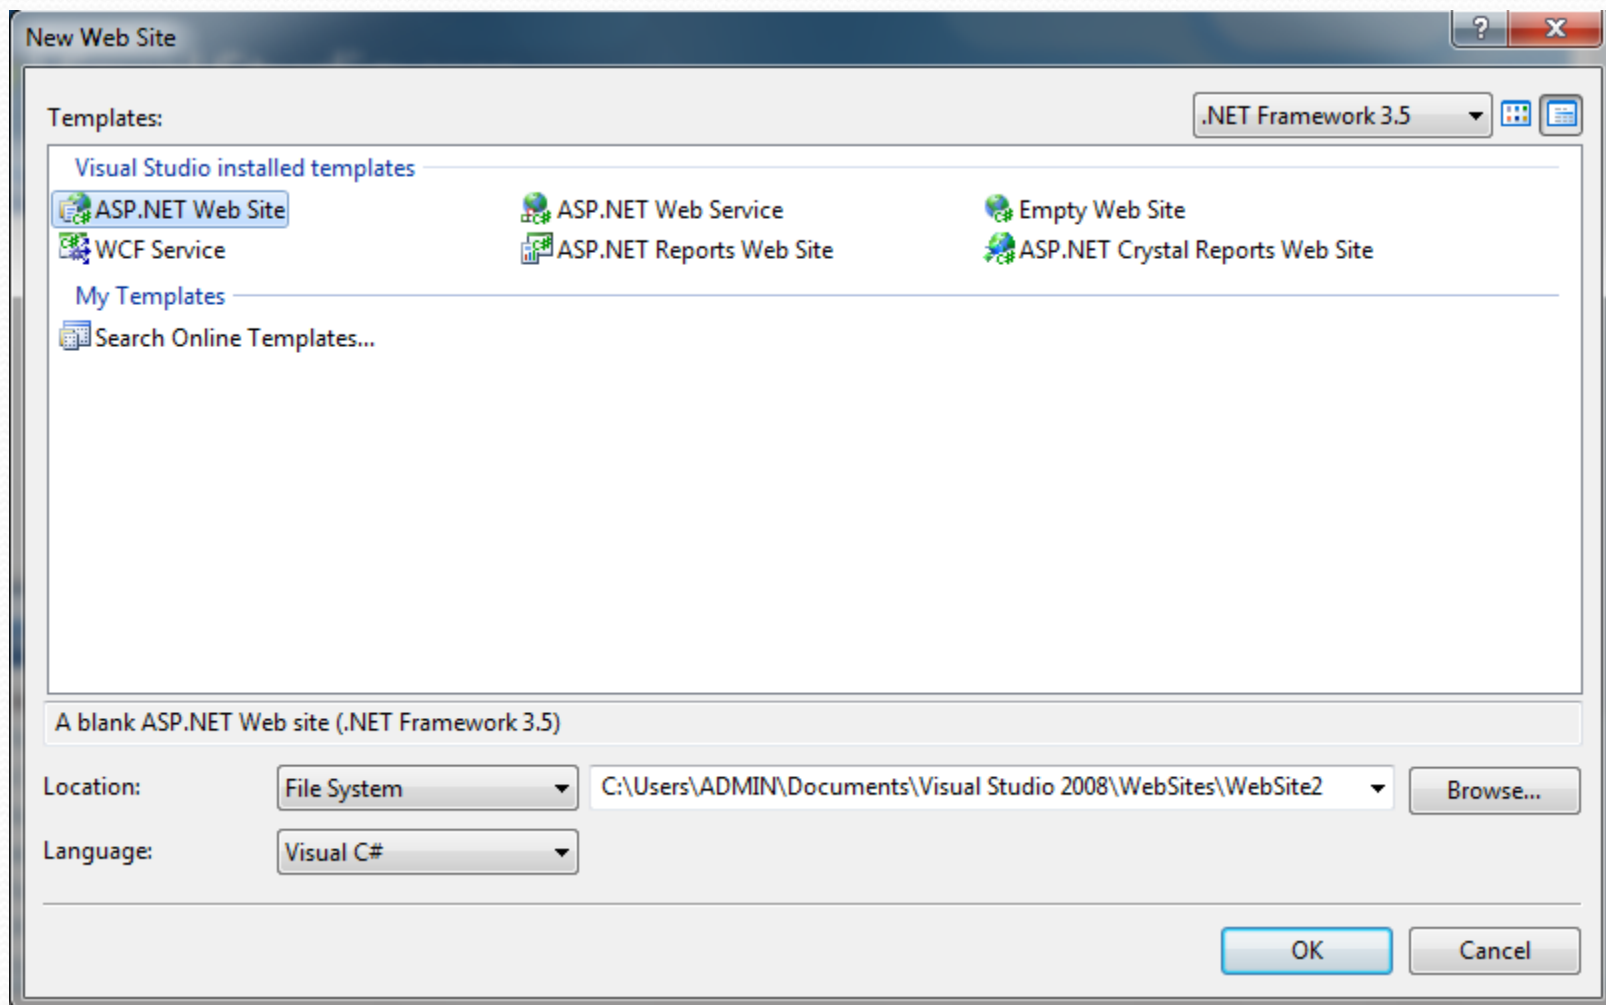 New Web Site
?
Templates:
.NET Framework 3.5
Visual Studio installed templates
ASP.NET Web Site
ASP.NET Web Service
Empty Web Site
WCF Service
ASP.NET Reports Web Site
ASP.NET Crystal Reports Web Site
My Templates
Search Online Templates...
A blank ASP.NET Web site (.NET Framework 3.5)
Location:
File System
C:\Users\ADMIN\Documents\Visual Studio 2008\WebSites\WebSite2
Browse...
Language:
Visual C#
OK
Cancel